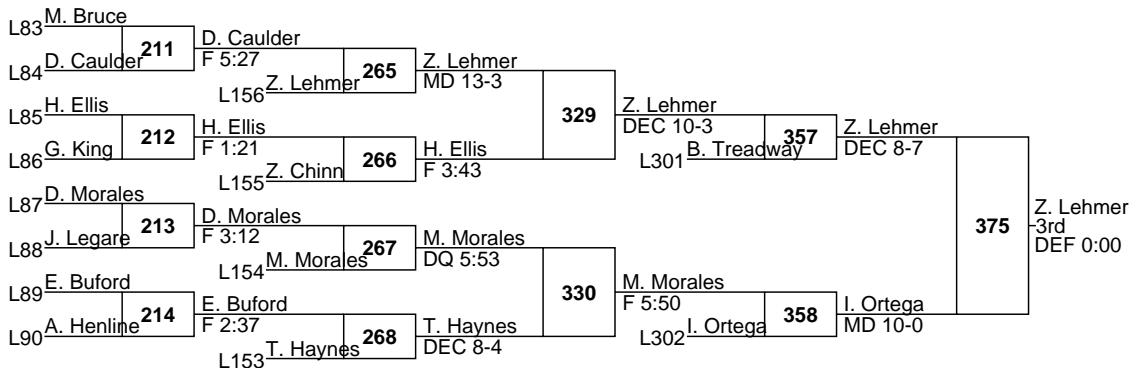 L83 M. Bruce
211
L84 D. Caulder
D. Caulder
F 5:27
L156 Z. Lehmer
265
Z. Lehmer
MD 13-3
L85 H. Ellis
212
L86 G. King
H. Ellis
F 1:21
L155 Z. Chinn
266
H. Ellis
F 3:43
329
Z. Lehmer
DEC 10-3
L301 B. Treadway
357
Z. Lehmer
DEC 8-7
L87 D. Morales
213
L88 J. Legare
D. Morales
F 3:12
L154 M. Morales
267
M. Morales
DQ 5:53
L89 E. Buford
214
L90 A. Henline
E. Buford
F 2:37
L153 T. Haynes
268
T. Haynes
DEC 8-4
330
M. Morales
F 5:50
L302 I. Ortega
358
I. Ortega
MD 10-0
375
Z. Lehmer
3rd
DEF 0:00